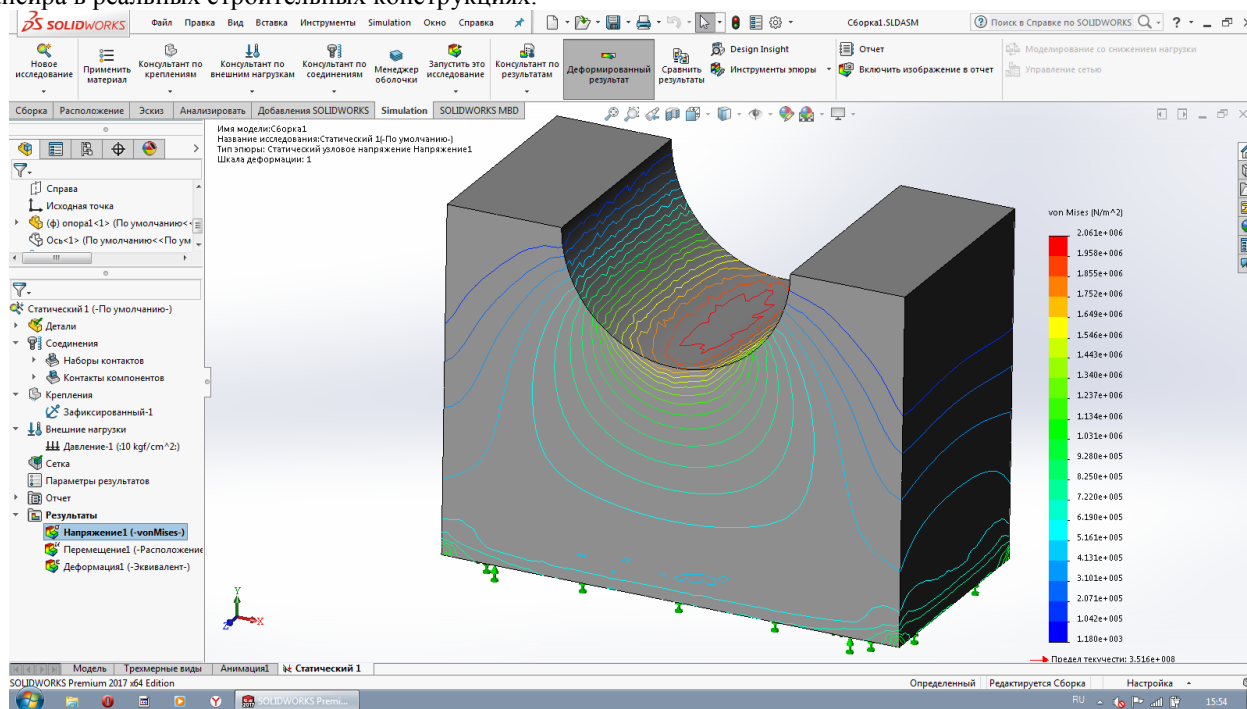 нсира в реальных строительных конструкциях.
SOLIDWORKS Файл Правка Вид Вставка Инструменты Simulation Окно Справка Сборка1.SLDASM Поиск в Справке по SOLIDWORKS
Новое исследование
Применить материал
Консультант по креплениям
Консультант по внешним нагрузкам
Консультант по соединениям
Менеджер оболочки
Запустить это исследование
Консультант по результатам
Деформированный результат
Сравнить результаты
Design Insight
Инструменты эпюры
Отчет
Включить изображение в отчет
Моделирование со снижением нагрузки
Управление сетью
Сборка Расположение Эскиз Анализировать Добавления SOLIDWORKS Simulation SOLIDWORKS MBD
Имя модели:Сборка1
Название исследования:Статический 1(-По умолчанию-)
Тип эпюры: Статический узловое напряжение Напряжение1
Шкала деформации: 1
Справа
Исходная точка
(ф) опора1<1> (По умолчанию<<
Ось<1> (По умолчанию<<По ум
Статический 1 (-По умолчанию-)
Детали
Соединения
Наборы контактов
Контакты компонентов
Крепления
Зафиксированный-1
Внешние нагрузки
Давление-1 (:10 kgf/cm^2:)
Сетка
Параметры результатов
Отчет
Результаты
Напряжение1 (-vonMises-)
Перемещение1 (-Расположение
Деформация1 (-Эквивалент-)
von Mises (N/m^2)
2.061e+006
1.958e+006
1.855e+006
1.752e+006
1.649e+006
1.546e+006
1.443e+006
1.340e+006
1.237e+006
1.134e+006
1.031e+006
9.280e+005
8.250e+005
7.220e+005
6.190e+005
5.161e+005
4.131e+005
3.101e+005
2.071e+005
1.042e+005
1.180e+003
Предел текучести: 3.516e+008
Y
X
Z
Модель Трехмерные виды Анимация1 Статический 1
SOLIDWORKS Premium 2017 x64 Edition Определенный Редактируется Сборка Настройка
SOLIDWORKS Premi... RU 15:54